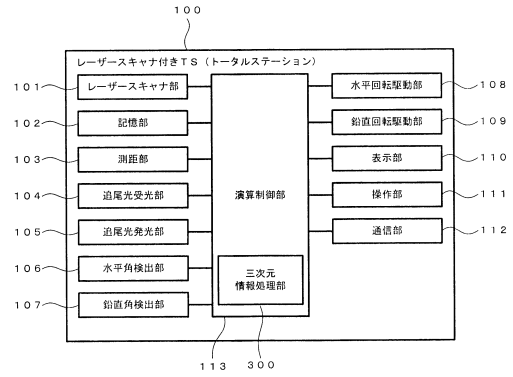 １００
レーザースキャナ付きＴＳ（トータルステーション）
１０１
レーザースキャナ部
１０２
記憶部
１０３
測距部
１０４
追尾光受光部
１０５
追尾光発光部
１０６
水平角検出部
１０７
鉛直角検出部
演算制御部
三次元
情報処理部
水平回転駆動部
１０８
鉛直回転駆動部
１０９
表示部
１１０
操作部
１１１
通信部
１１２
１１３
３００